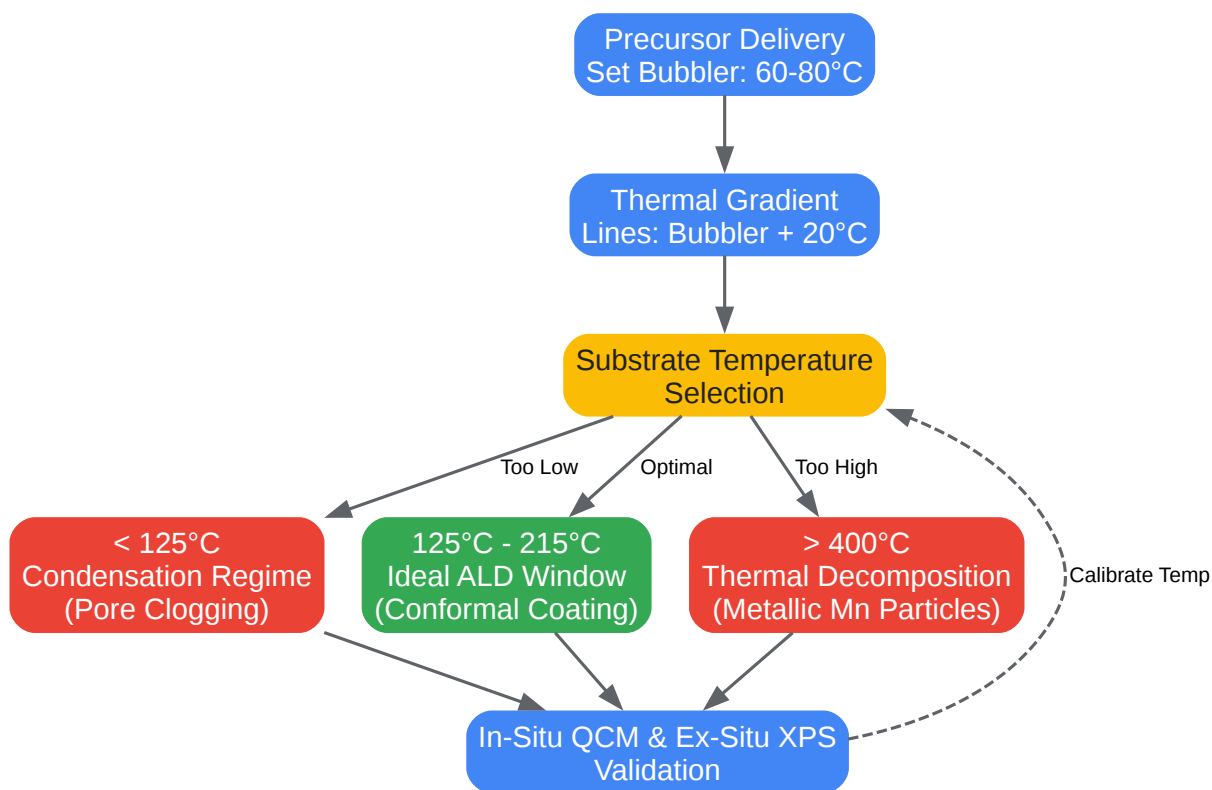 Precursor Delivery
Set Bubbler: 60-80°C
Thermal Gradient
Lines: Bubbler + 20°C
Substrate Temperature
Selection
Too Low
Optimal
Too High
< 125°C
Condensation Regime
(Pore Clogging)
125°C - 215°C
Ideal ALD Window
(Conformal Coating)
> 400°C
Thermal Decomposition
(Metallic Mn Particles)
Calibrate Temp
In-Situ QCM & Ex-Situ XPS
Validation